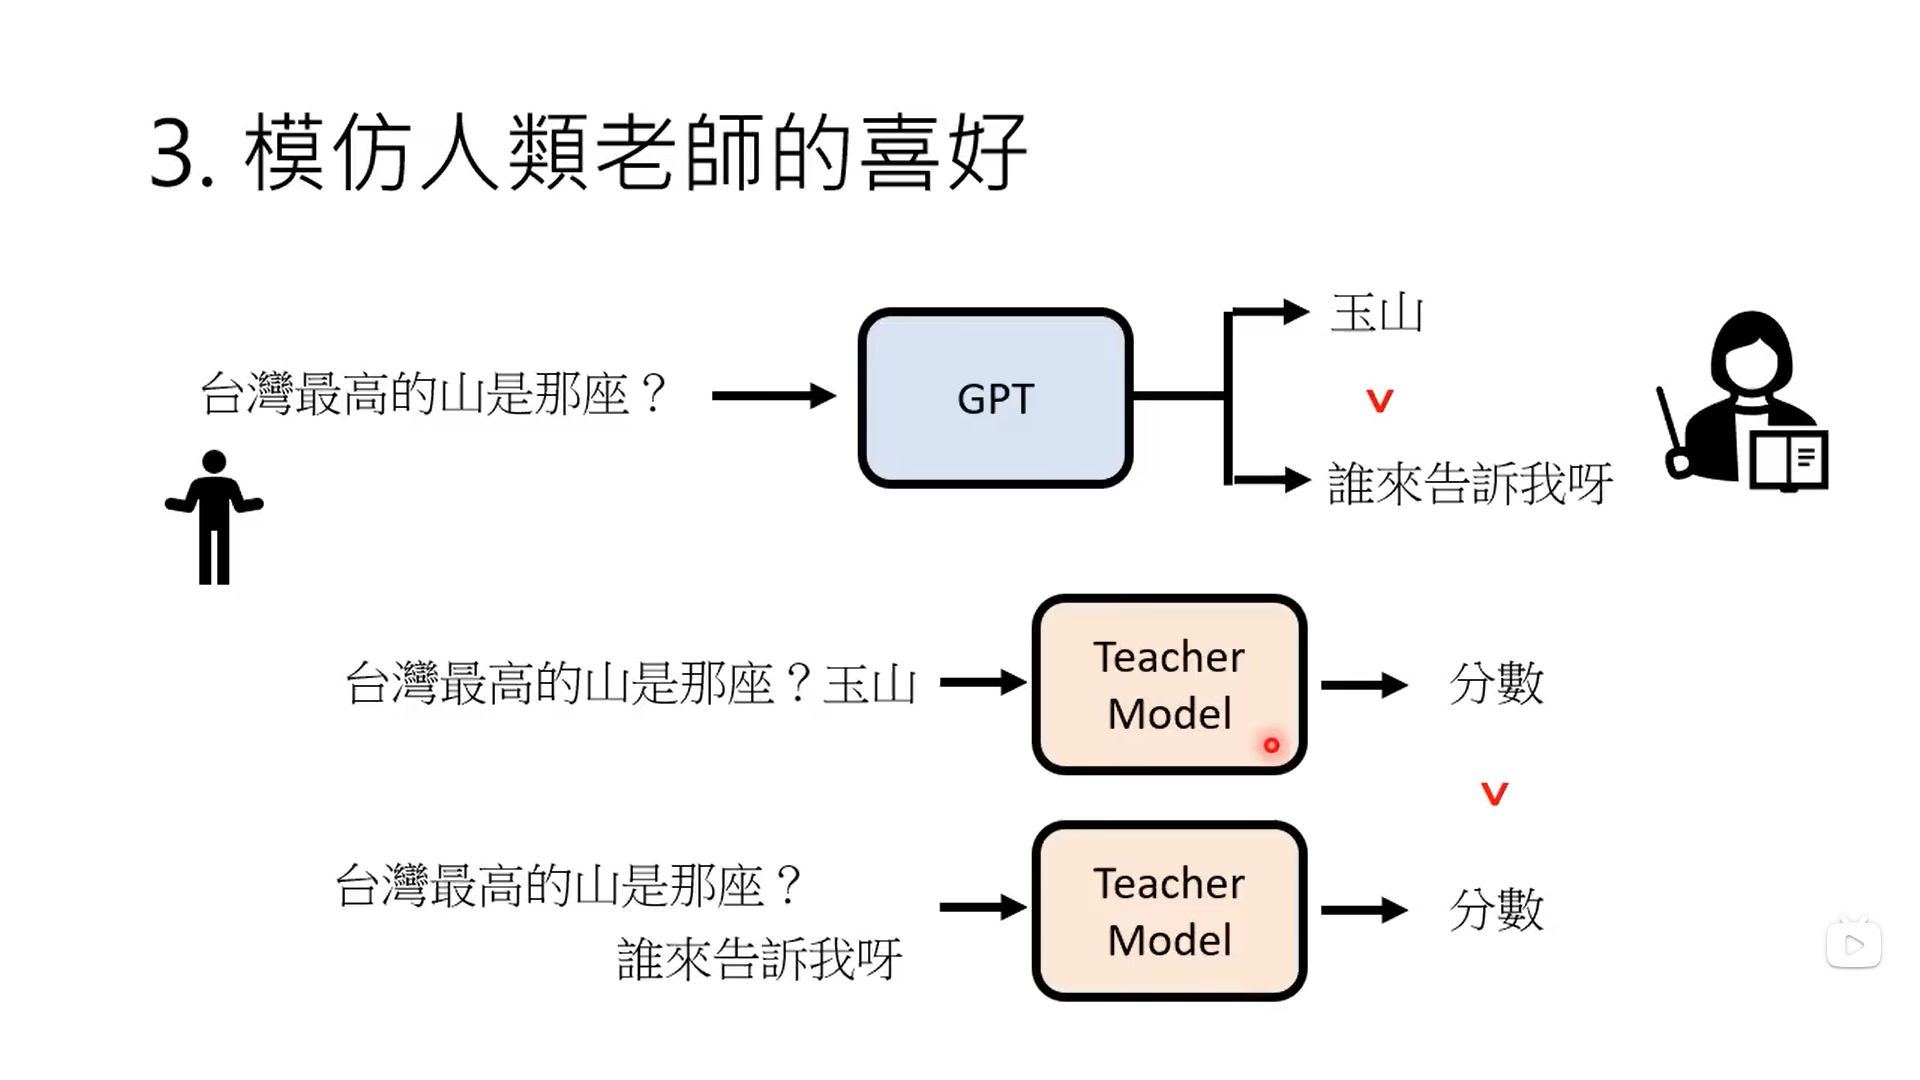 3. 模仿人類老師的喜好
玉山
台灣最高的山是那座？
GPT
v
誰來告訴我呀
台灣最高的山是那座？玉山
Teacher
Model
分數
v
台灣最高的山是那座？
誰來告訴我呀
Teacher
Model
分數